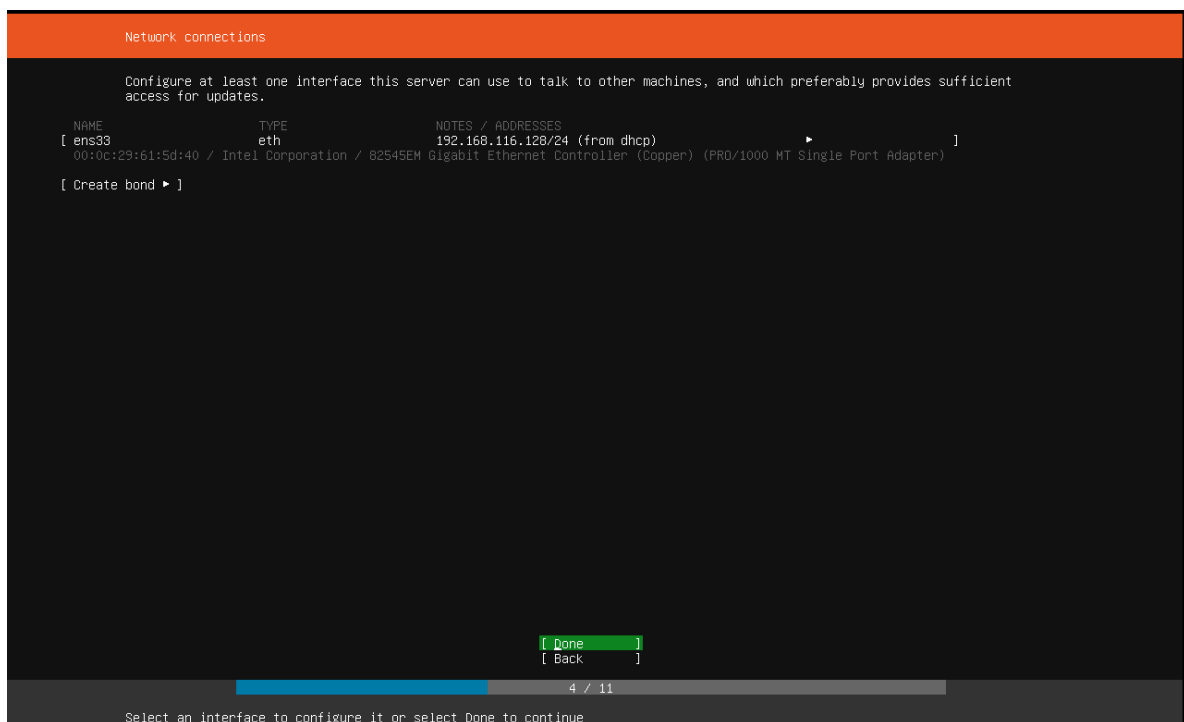 Network connections
Configure at least one interface this server can use to talk to other machines, and which preferably provides sufficient
access for updates.
NAME TYPE NOTES / ADDRESSES
[ ens33 eth 192.168.116.128/24 (from dhcp) ▸ ]
00:0c:29:61:5d:40 / Intel Corporation / 82545EM Gigabit Ethernet Controller (Copper) (PRO/1000 MT Single Port Adapter)
[ Create bond ▸ ]
[ Done ]
[ Back ]
4 / 11
Select an interface to configure it or select Done to continue